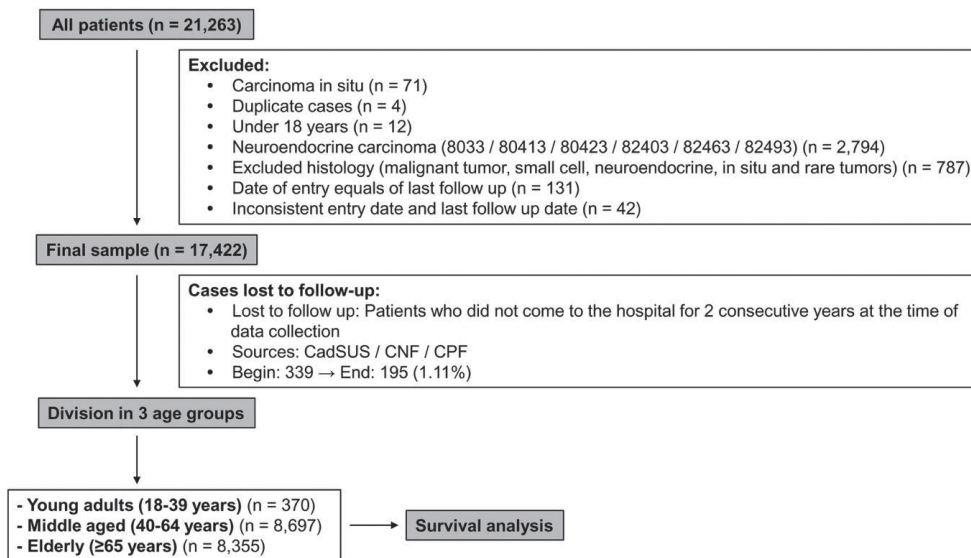 All patients (n = 21,263)
Excluded:
• Carcinoma in situ (n = 71)
• Duplicate cases (n = 4)
• Under 18 years (n = 12)
• Neuroendocrine carcinoma (8033 / 80413 / 80423 / 82403 / 82463 / 82493) (n = 2,794)
• Excluded histology (malignant tumor, small cell, neuroendocrine, in situ and rare tumors) (n = 787)
• Date of entry equals of last follow up (n = 131)
• Inconsistent entry date and last follow up date (n = 42)
Final sample (n = 17,422)
Cases lost to follow-up:
• Lost to follow up: Patients who did not come to the hospital for 2 consecutive years at the time of
data collection
• Sources: CadSUS / CNF / CPF
• Begin: 339 → End: 195 (1.11%)
Division in 3 age groups
- Young adults (18-39 years) (n = 370)
- Middle aged (40-64 years) (n = 8,697)
- Elderly (≥65 years) (n = 8,355)
Survival analysis